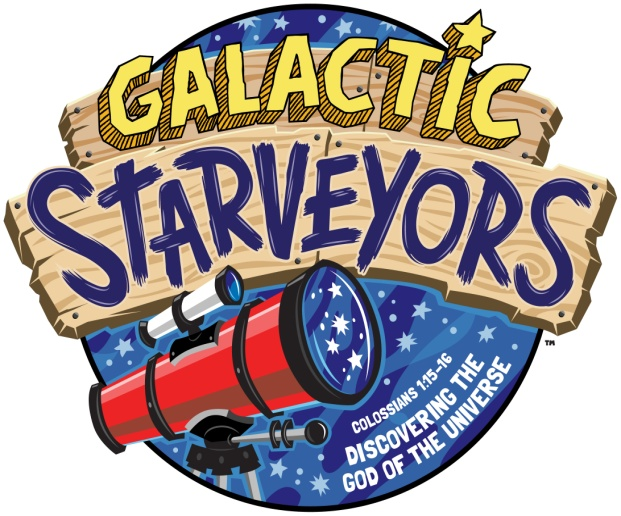 GALACTIC
STARVEYORS
TM
COLOSSIANS 1:15-16
DISCOVERING THE
GOD OF THE UNIVERSE